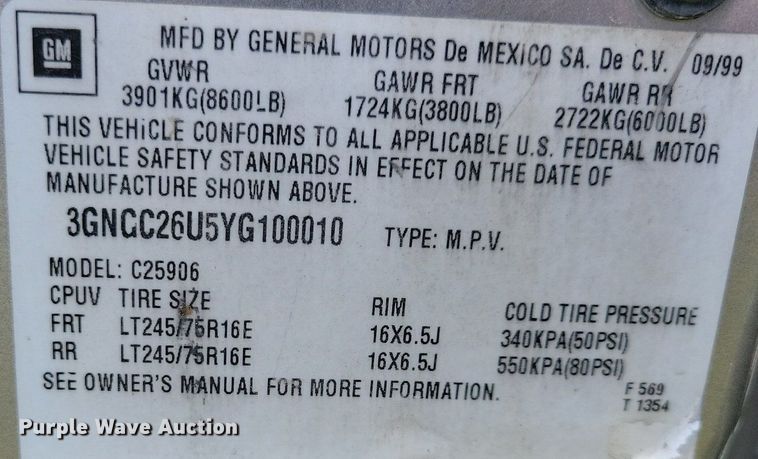 GM
MFD BY GENERAL MOTORS De MEXICO SA. De C.V. 09/99
GVWR GAWR FRT GAWR RR
3901KG(8600LB) 1724KG(3800LB) 2722KG(6000LB)
THIS VEHICLE CONFORMS TO ALL APPLICABLE U.S. FEDERAL MOTOR
VEHICLE SAFETY STANDARDS IN EFFECT ON THE DATE OF
MANUFACTURE SHOWN ABOVE.
3GNGC26U5YG100010 TYPE: M.P.V.
MODEL: C25906
CPUV TIRE SIZE RIM COLD TIRE PRESSURE
FRT LT245/75R16E 16X6.5J 340KPA(50PSI)
RR LT245/75R16E 16X6.5J 550KPA(80PSI)
SEE OWNER'S MANUAL FOR MORE INFORMATION.
F 569
T 1354
Purple Wave Auction